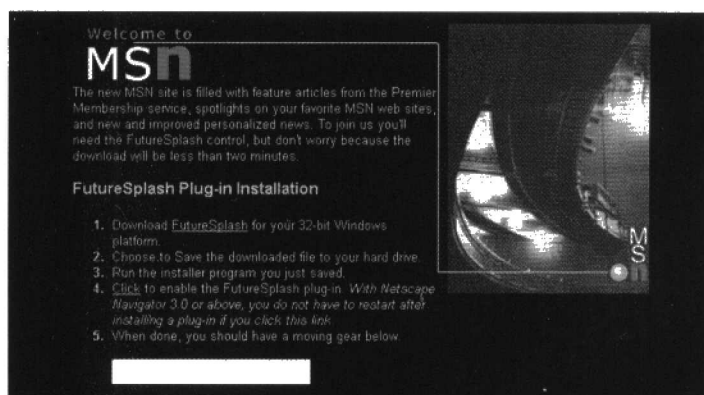 Welcome to
MSn
The new MSN site is filled with feature articles from the Premier
Membership service, spotlights on your favorite MSN web sites,
and new and improved personalized news. To join us you'll
need the FutureSplash control, but don't worry because the
download will be less than two minutes.
FutureSplash Plug-in Installation
1. Download FutureSplash for your 32-bit Windows
platform.
2. Choose to Save the downloaded file to your hard drive.
3. Run the installer program you just saved.
4. Click to enable the FutureSplash plug-in. With Netscape
Navigator 3.0 or above, you do not have to restart after
installing a plug-in if you click this link.
5. When done, you should have a moving gear below
M
S
n